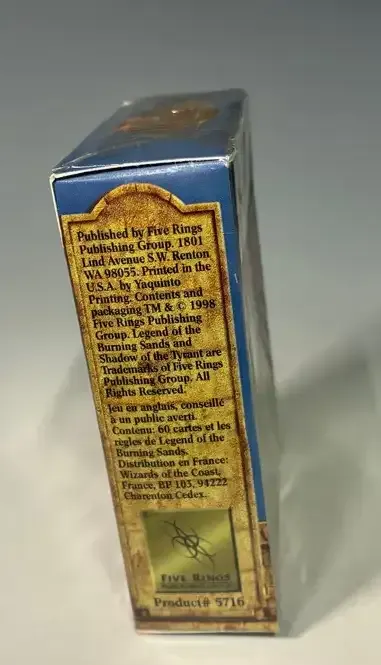 Published by Five Rings
Publishing Group. 1801
Lind Avenue S.W. Renton
WA 98055. Printed in the
U.S.A. by Yaquinto
Printing. Contents and
packaging TM & © 1998
Five Rings Publishing
Group. Legend of the
Burning Sands and
Shadow of the Tyrant are
Trademarks of Five Rings
Publishing Group. All
Rights Reserved.
Jeu en anglais, conseillé
à un public averti.
Contenu: 60 cartes et les
règles de Legend of the
Burning Sands.
Distribution en France:
Wizards of the Coast,
France, BP 103, 94222
Charenton Cedex.
FIVE RINGS
Product# 5716